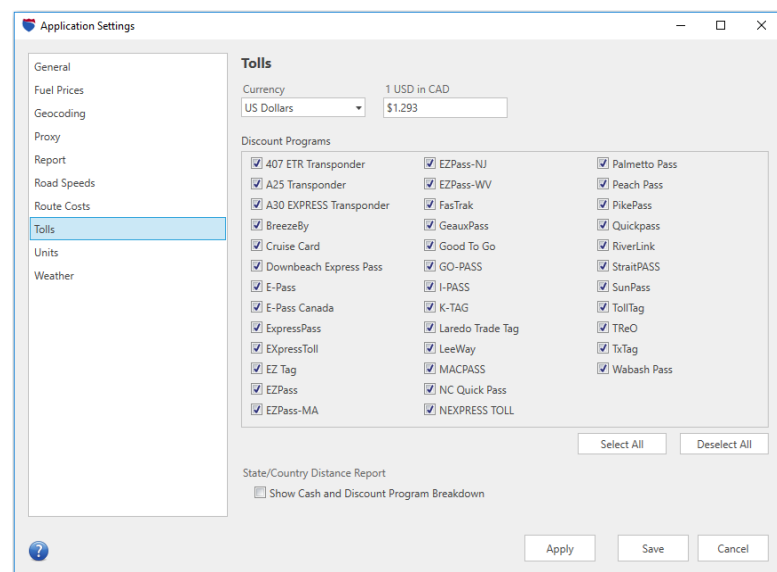 Application Settings
General
Fuel Prices
Geocoding
Proxy
Report
Road Speeds
Route Costs
Tolls
Units
Weather
Tolls
Currency
1 USD in CAD
US Dollars
$1.293
Discount Programs
407 ETR Transponder
A25 Transponder
A30 EXPRESS Transponder
BreezeBy
Cruise Card
Downbeach Express Pass
E-Pass
E-Pass Canada
ExpressPass
EXpressToll
EZ Tag
EZPass
EZPass-MA
EZPass-NJ
EZPass-WV
FasTrak
GeauxPass
Good To Go
GO-PASS
I-PASS
K-TAG
Laredo Trade Tag
LeeWay
MACPASS
NC Quick Pass
NEXPRESS TOLL
Palmetto Pass
Peach Pass
PikePass
Quickpass
RiverLink
StraitPASS
SunPass
TollTag
TReO
TxTag
Wabash Pass
Select All
Deselect All
State/Country Distance Report
Show Cash and Discount Program Breakdown
?
Apply
Save
Cancel